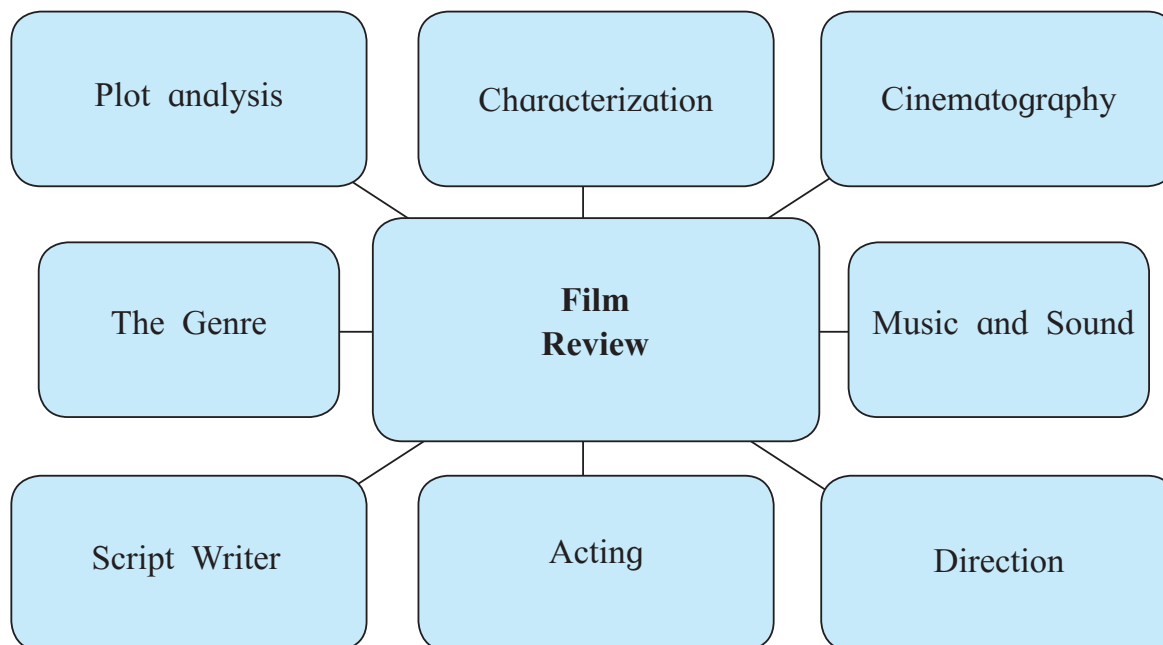 Plot analysis
Characterization
Cinematography
The Genre
Film
Review
Music and Sound
Script Writer
Acting
Direction